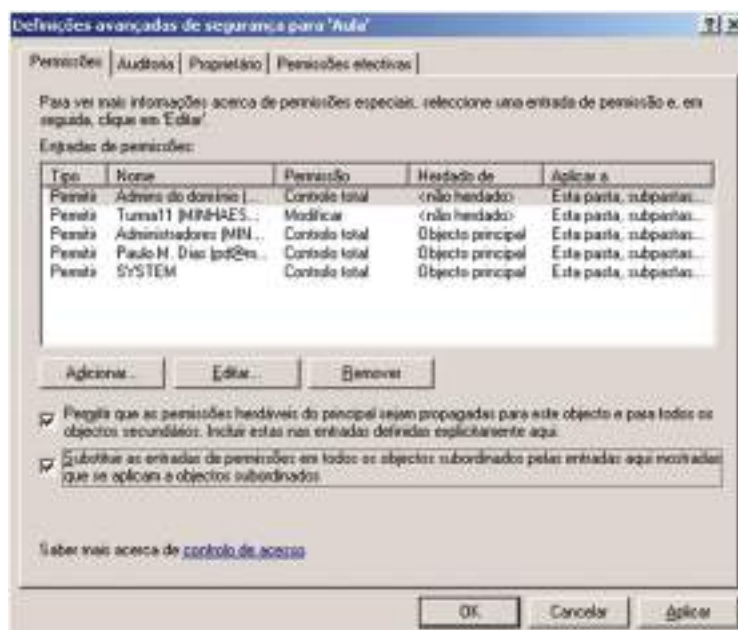 Definições avançadas de segurança para 'Aula'
Permissões Auditoria Proprietário Permissões efectivas
Para ver mais informações acerca de permissões especiais, seleccione uma entrada de permissão e, em
seguida, clique em 'Editar'
Entradas de permissões:
Tipo Nome Permissão Herdado de Aplicar a
Permitir Admins do domínio (... Controlo total <não herdado> Esta pasta, subpastas...
Permitir Turma11 (MINHAES... Modificar <não herdado> Esta pasta, subpastas...
Permitir Administradores (MIN... Controlo total Objecto principal Esta pasta, subpastas...
Permitir Paulo M. Dias (pd@m... Controlo total Objecto principal Esta pasta, subpastas...
Permitir SYSTEM Controlo total Objecto principal Esta pasta, subpastas...
Adicionar... Editar... Remover
Permitir que as permissões herdáveis do principal sejam propagadas para este objecto e para todos os
objectos secundários. Incluir estas nas entradas definidas explicitamente aqui.
Substitue as entradas de permissões em todos os objectos subordinados pelas entradas aqui mostradas
que se aplicam a objectos subordinados
Saber mais acerca de controlo de acesso
OK Cancelar Aplicar